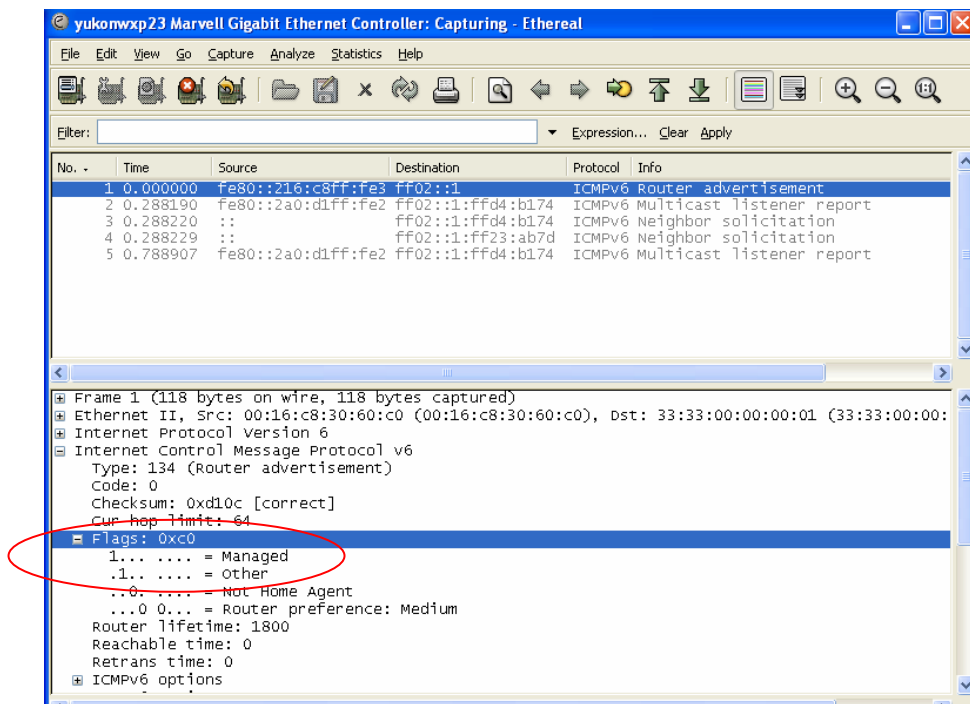 yukonwxp23 Marvell Gigabit Ethernet Controller: Capturing - Ethereal
File Edit View Go Capture Analyze Statistics Help
Filter: Expression... Clear Apply
No. Time Source Destination Protocol Info
1 0.000000 fe80::216:c8ff:fe3 ff02::1 ICMPv6 Router advertisement
2 0.288190 fe80::2a0:d1ff:fe2 ff02::1:ffd4:b174 ICMPv6 Multicast listener report
3 0.288220 :: ff02::1:ffd4:b174 ICMPv6 Neighbor solicitation
4 0.288229 :: ff02::1:ff23:ab7d ICMPv6 Neighbor solicitation
5 0.788907 fe80::2a0:d1ff:fe2 ff02::1:ffd4:b174 ICMPv6 Multicast listener report
Frame 1 (118 bytes on wire, 118 bytes captured)
Ethernet II, Src: 00:16:c8:30:60:c0 (00:16:c8:30:60:c0), Dst: 33:33:00:00:00:01 (33:33:00:00:
Internet Protocol Version 6
Internet Control Message Protocol v6
Type: 134 (Router advertisement)
Code: 0
Checksum: 0xd10c [correct]
Cur hop limit: 64
Flags: 0xc0
1... .... = Managed
.1.. .... = Other
..0. .... = Not Home Agent
...0 0... = Router preference: Medium
Router lifetime: 1800
Reachable time: 0
Retrans time: 0
ICMPv6 options